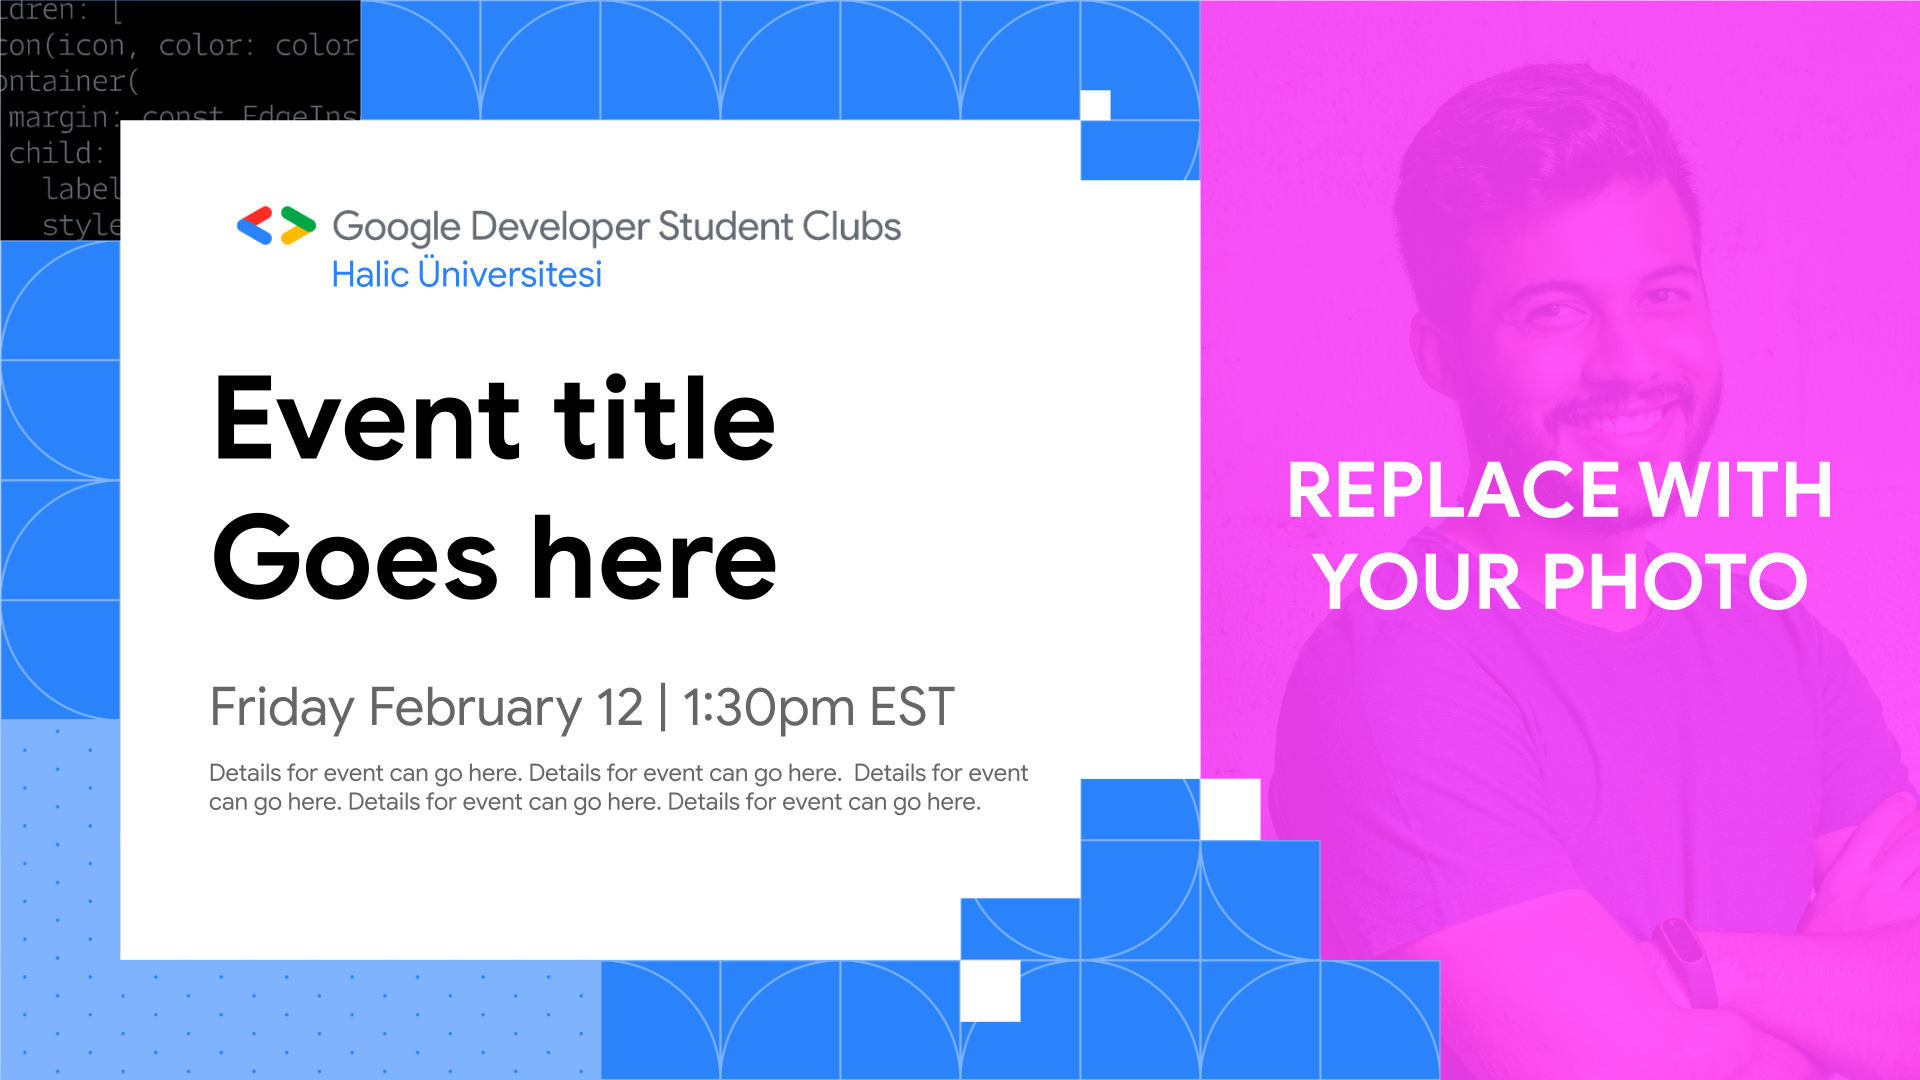 ldren: [
con(icon, color: color
ontainer(
margin: const EdgeIns
child:
label
style
Google Developer Student Clubs
Halic Üniversitesi
Event title
Goes here
Friday February 12 | 1:30pm EST
Details for event can go here. Details for event can go here.  Details for event
can go here. Details for event can go here. Details for event can go here.
REPLACE WITH
YOUR PHOTO